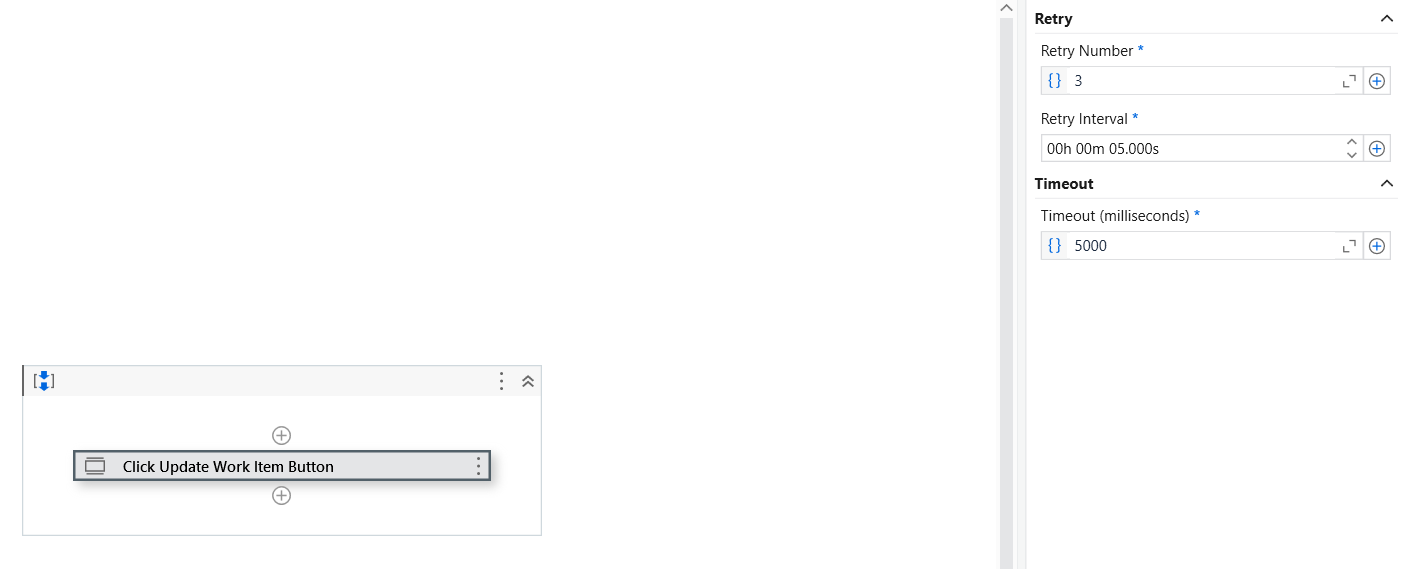 Retry
Retry Number *
{} 3
Retry Interval *
00h 00m 05.000s
Timeout
Timeout (milliseconds) *
{} 5000
Click Update Work Item Button